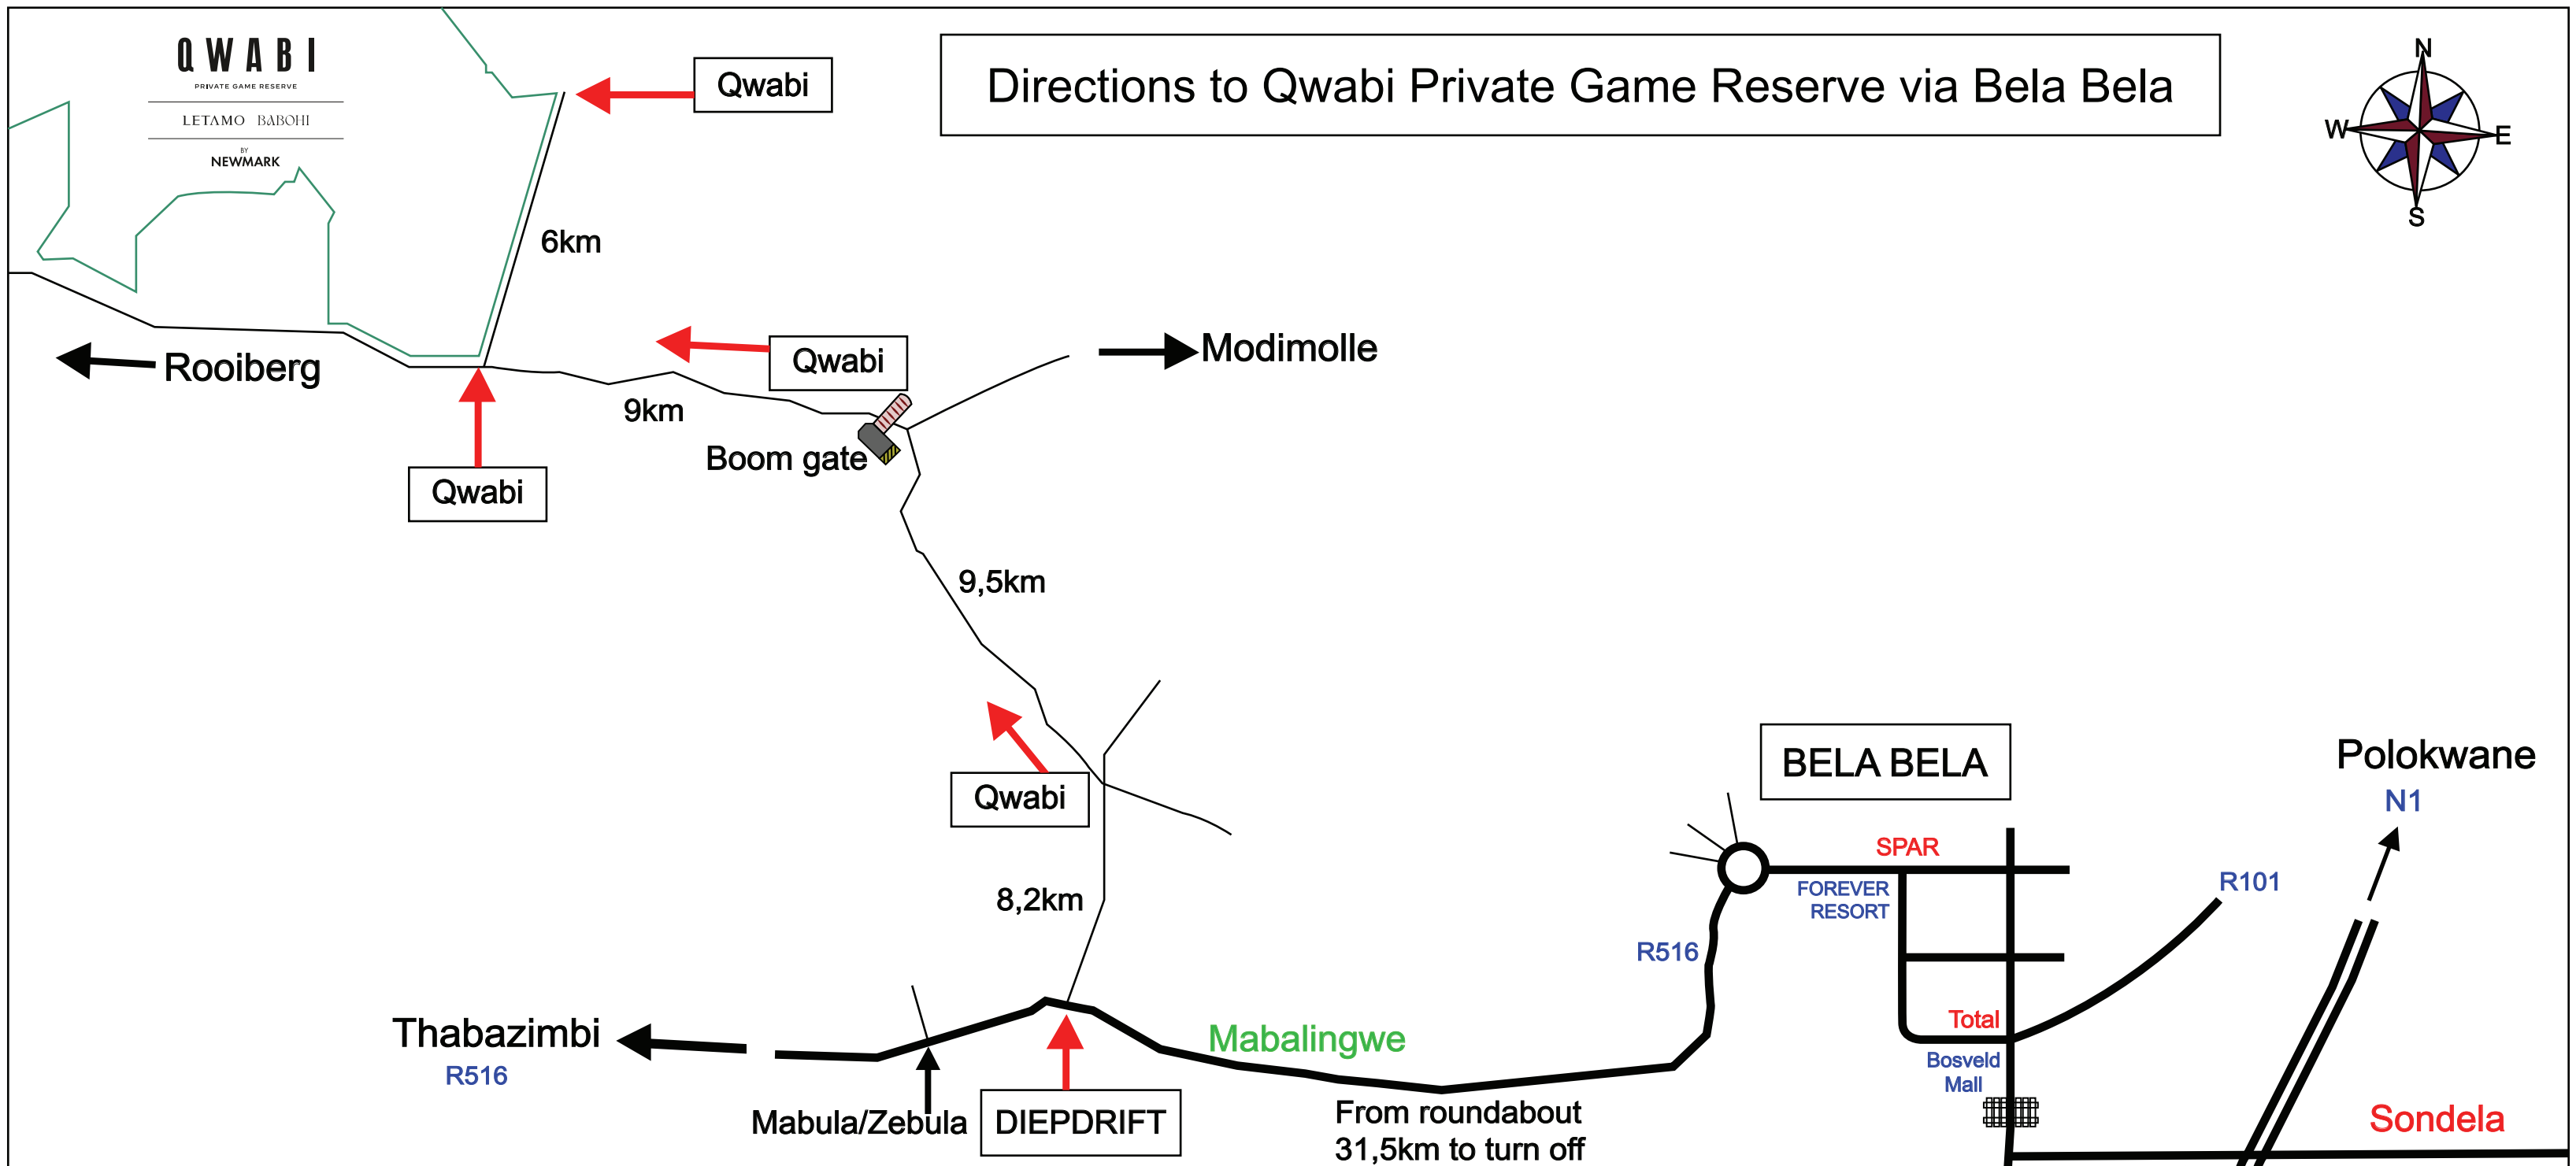 QWABI
PRIVATE GAME RESERVE
LETAMO BABOHI
BY
NEWMARK
Qwabi
Directions to Qwabi Private Game Reserve via Bela Bela
N
W
E
S
6km
Rooiberg
9km
Qwabi
Modimolle
Boom gate
Qwabi
9,5km
Qwabi
8,2km
BELA BELA
Polokwane
N1
SPAR
FOREVER
RESORT
R101
R516
Total
Bosveld
Mall
Thabazimbi
R516
Mabalingwe
Mabula/Zebula
DIEPDRIFT
From roundabout
31,5km to turn off
Sondela